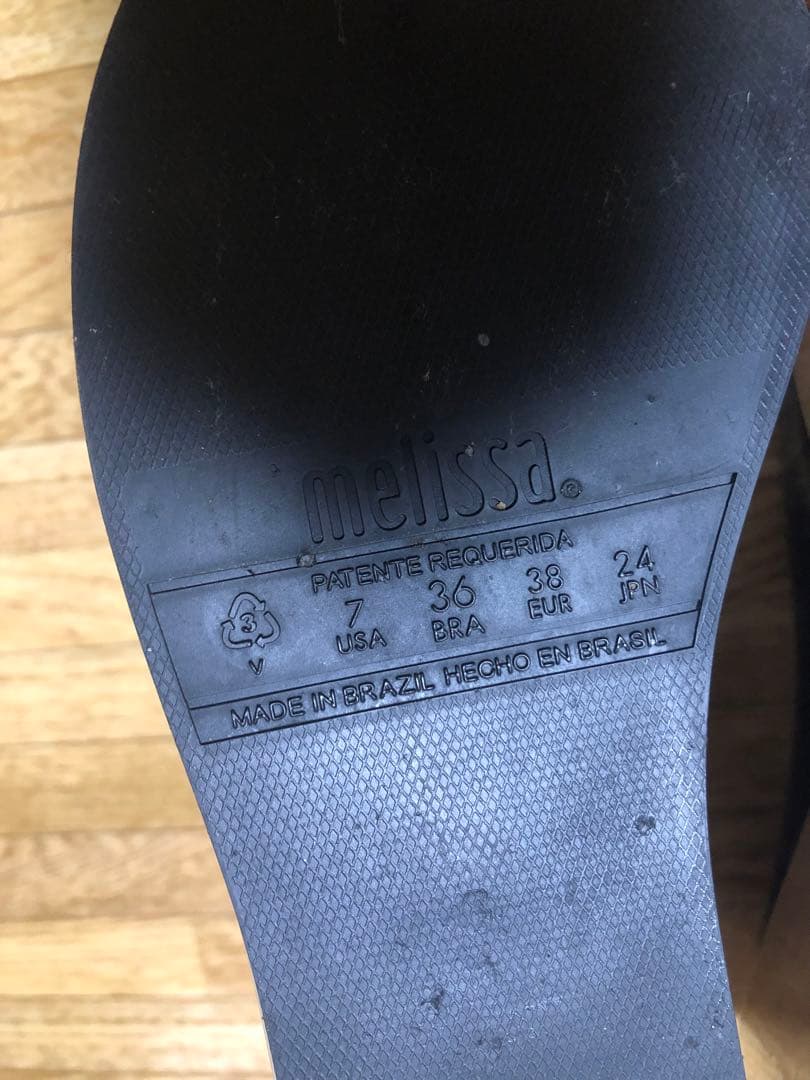 melissa®
PATENTE REQUERIDA
3 7 36 38 24
V USA BRA EUR JPN
MADE IN BRAZIL HECHO EN BRASIL